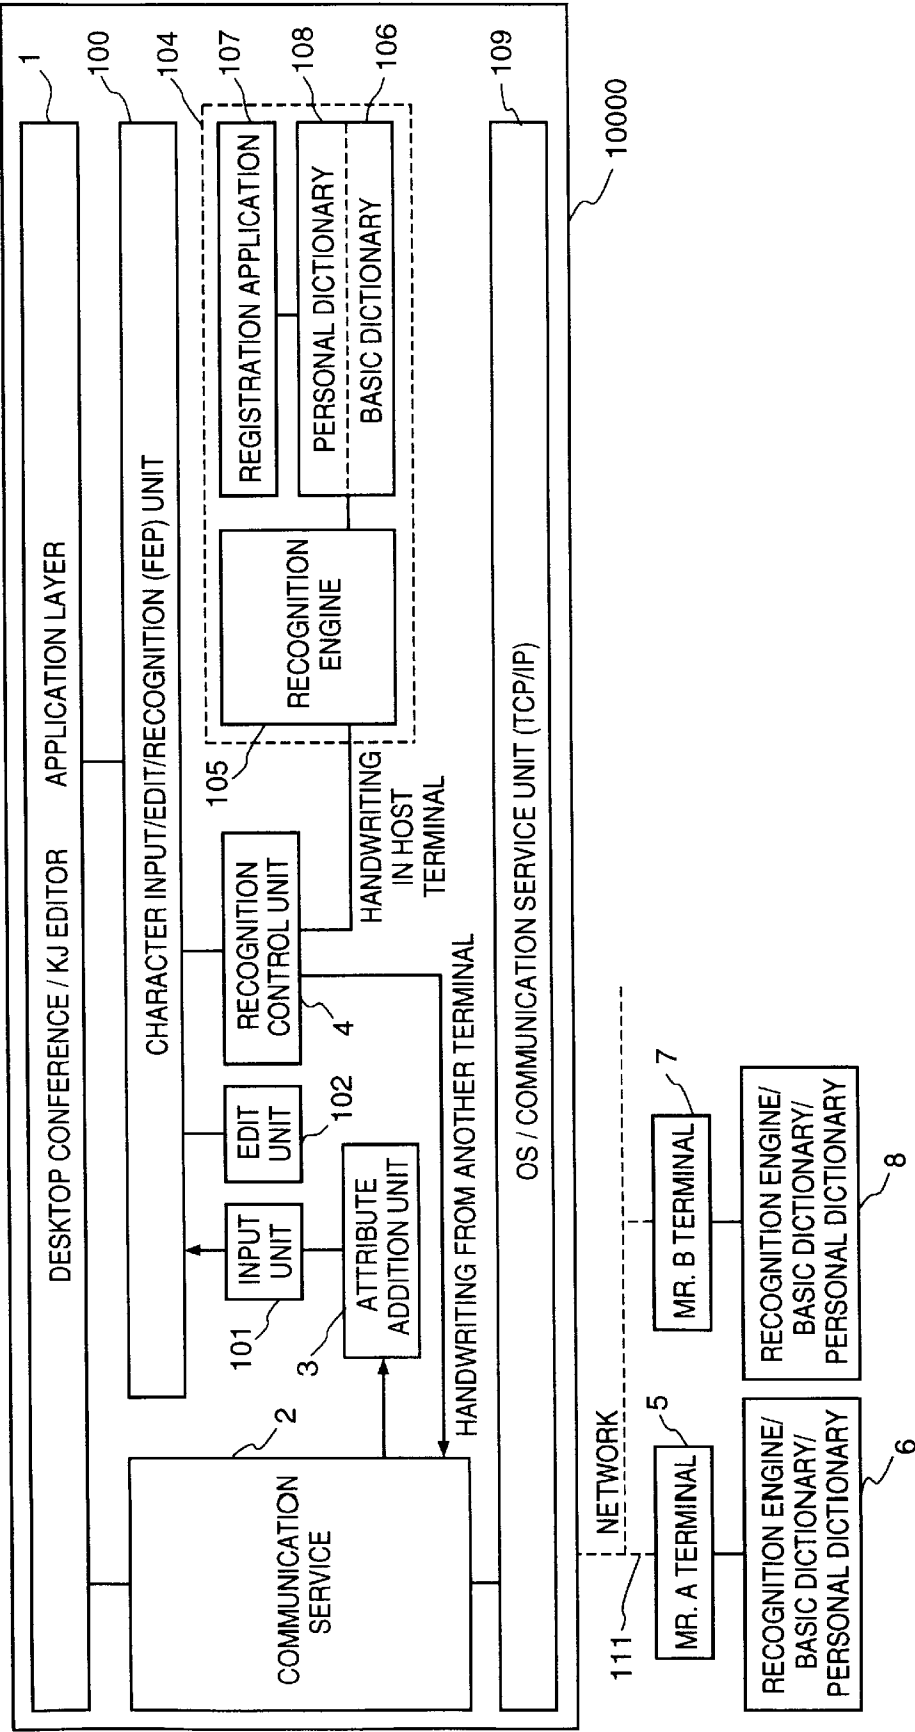 DESKTOP CONFERENCE / KJ EDITOR APPLICATION LAYER
1
CHARACTER INPUT/EDIT/RECOGNITION (FEP) UNIT
100
COMMUNICATION
SERVICE
2
INPUT
UNIT
101
EDIT
UNIT
102
ATTRIBUTE
ADDITION UNIT
3
RECOGNITION
CONTROL UNIT
4
HANDWRITING
IN HOST
TERMINAL
HANDWRITING FROM ANOTHER TERMINAL
104
RECOGNITION
ENGINE
105
REGISTRATION APPLICATION
107
PERSONAL DICTIONARY
108
BASIC DICTIONARY
106
OS / COMMUNICATION SERVICE UNIT (TCP/IP)
109
10000
NETWORK
111
MR. A TERMINAL
5
RECOGNITION ENGINE/
BASIC DICTIONARY/
PERSONAL DICTIONARY
6
MR. B TERMINAL
7
RECOGNITION ENGINE/
BASIC DICTIONARY/
PERSONAL DICTIONARY
8